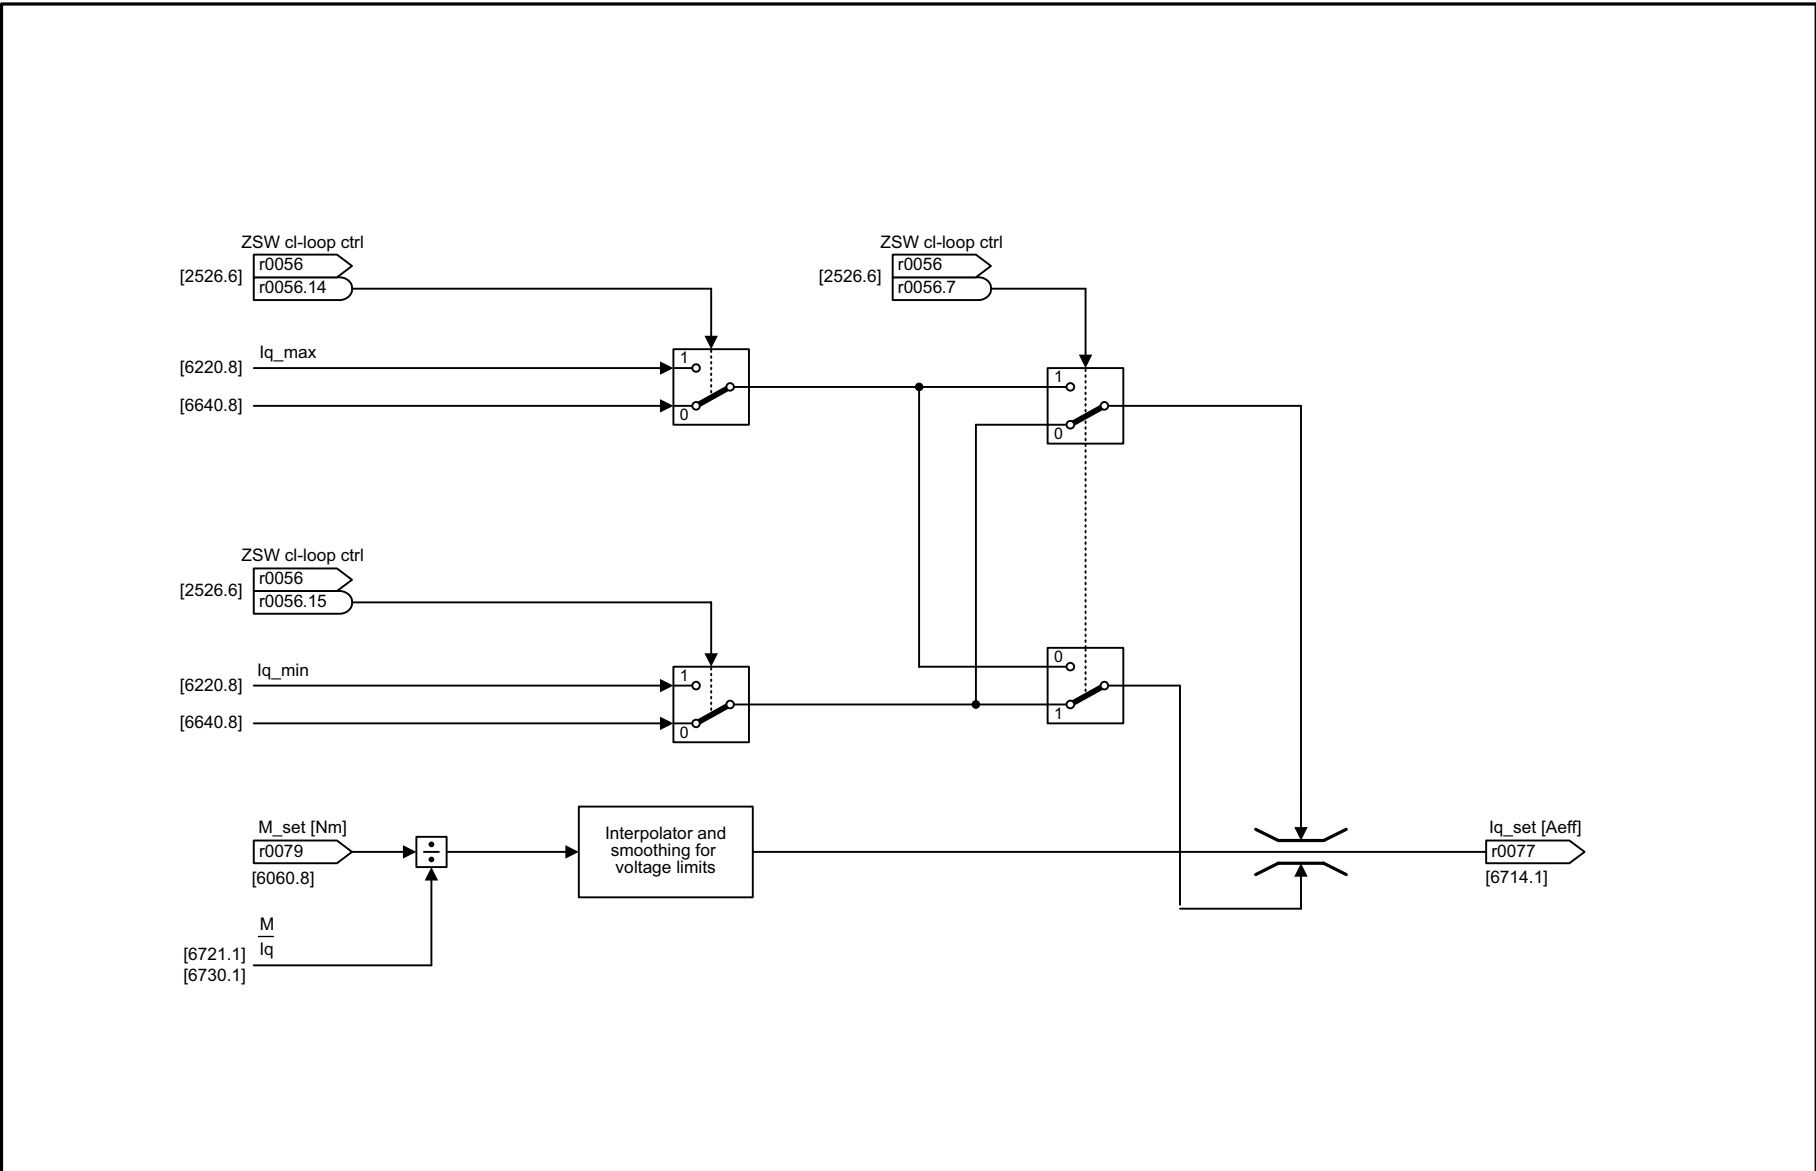 ZSW cl-loop ctrl
[2526.6]
r0056
r0056.14
ZSW cl-loop ctrl
[2526.6]
r0056
r0056.7
Iq_max
[6220.8]
[6640.8]
1
0
1
0
ZSW cl-loop ctrl
[2526.6]
r0056
r0056.15
Iq_min
[6220.8]
[6640.8]
1
0
0
1
M_set [Nm]
r0079
[6060.8]
M
Iq
[6721.1]
[6730.1]
Interpolator and
smoothing for
voltage limits
Iq_set [Aeff]
r0077
[6714.1]